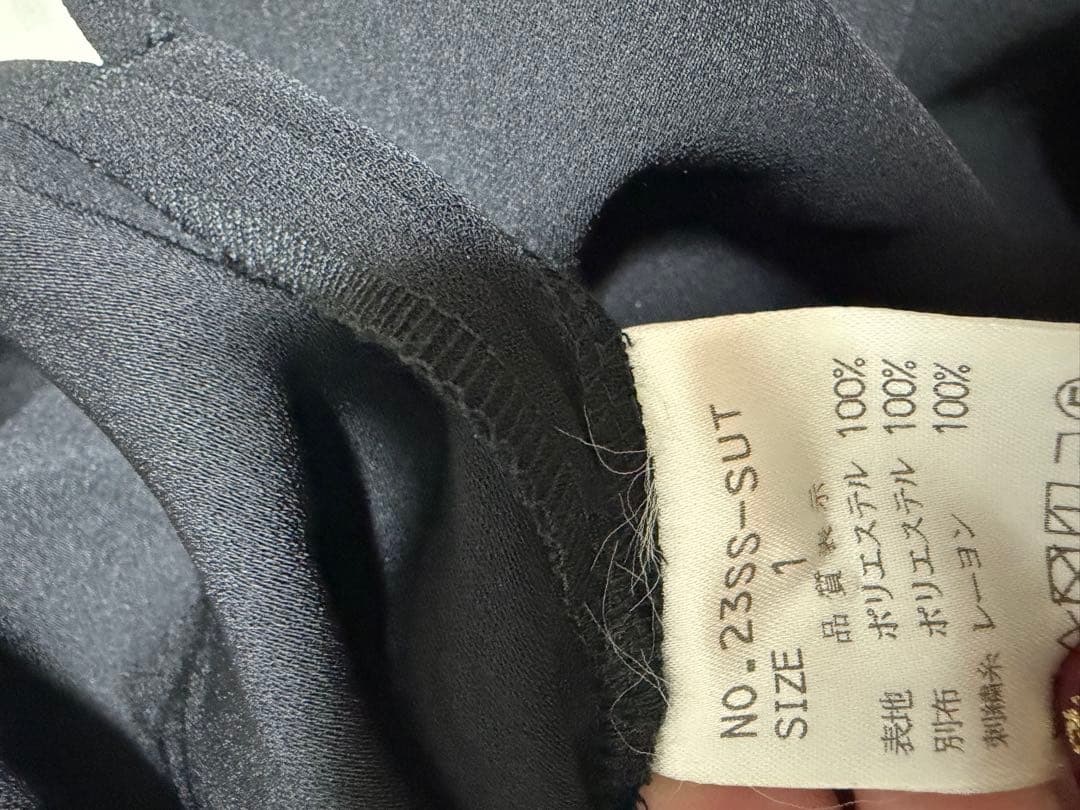 NO.23SS-SUT
SIZE 1
品質表示
表地 ポリエステル 100%
別布 ポリエステル 100%
刺繍糸 レーヨン 100%